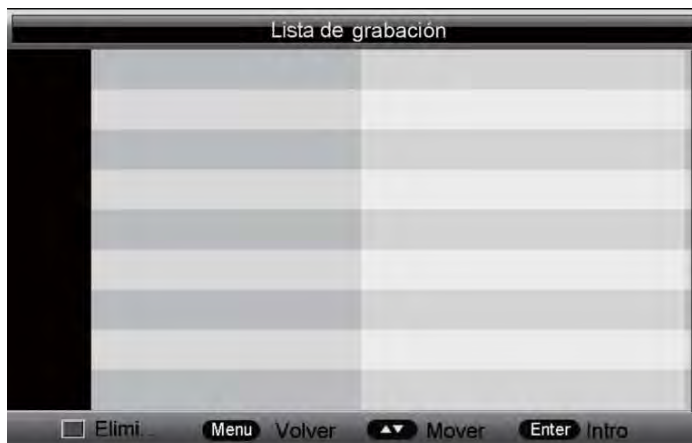 Lista de grabación
Elimi... Menu Volver ▲▼ Mover Enter Intro